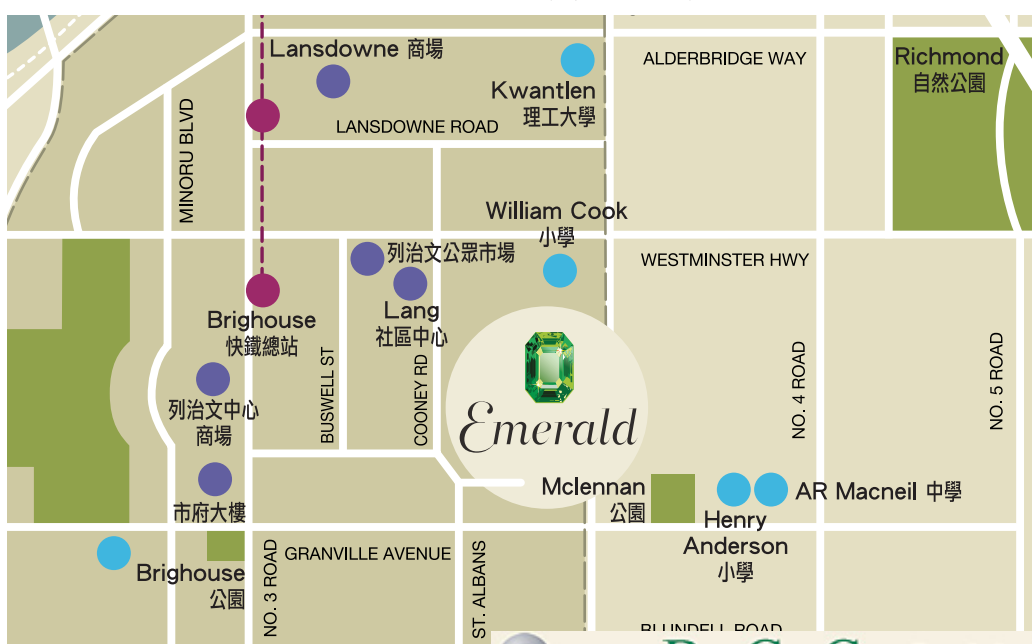 Lansdowne 商場
Kwantlen
理工大學
ALDERBRIDGE WAY
Richmond
自然公園
MINORU BLVD
LANSDOWNE ROAD
William Cook
小學
列治文公眾市場
WESTMINSTER HWY
Lang
社區中心
Brighouse
快鐵總站
BUSWELL ST
COONEY RD
NO. 4 ROAD
NO. 5 ROAD
列治文中心
商場
Emerald
市府大樓
Mclennan
公園
AR Macneil 中學
Henry
Anderson
小學
Brighouse
公園
NO. 3 ROAD
GRANVILLE AVENUE
ST. ALBANS
BLUNDELL ROAD